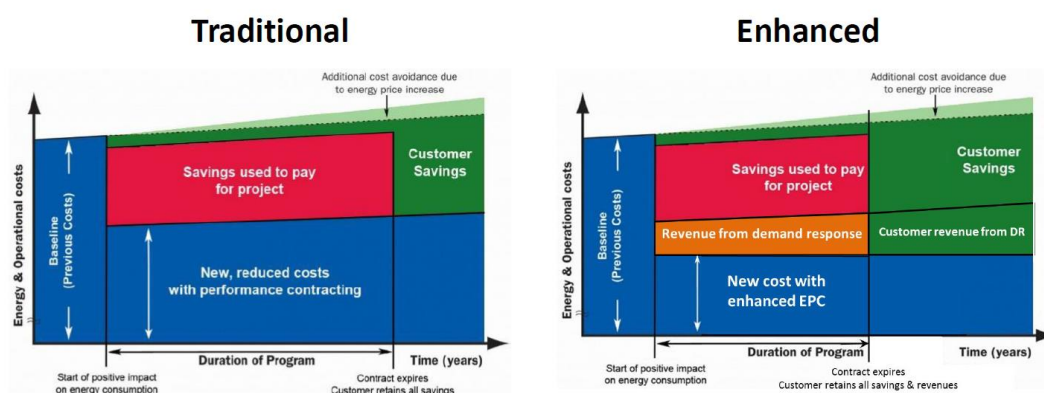 Traditional
Additional cost avoidance due
to energy price increase
Energy & Operational costs
Baseline
(Previous Costs)
Savings used to pay
for project
Customer
Savings
New, reduced costs
with performance contracting
Duration of Program
Time (years)
Start of positive impact
on energy consumption
Contract expires
Customer retains all savings
Enhanced
Additional cost avoidance due
to energy price increase
Energy & Operational costs
Baseline
(Previous Costs)
Savings used to pay
for project
Customer
Savings
Revenue from demand response
Customer revenue from DR
New cost with
enhanced EPC
Duration of Program
Time (years)
Start of positive impact
on energy consumption
Contract expires
Customer retains all savings & revenues